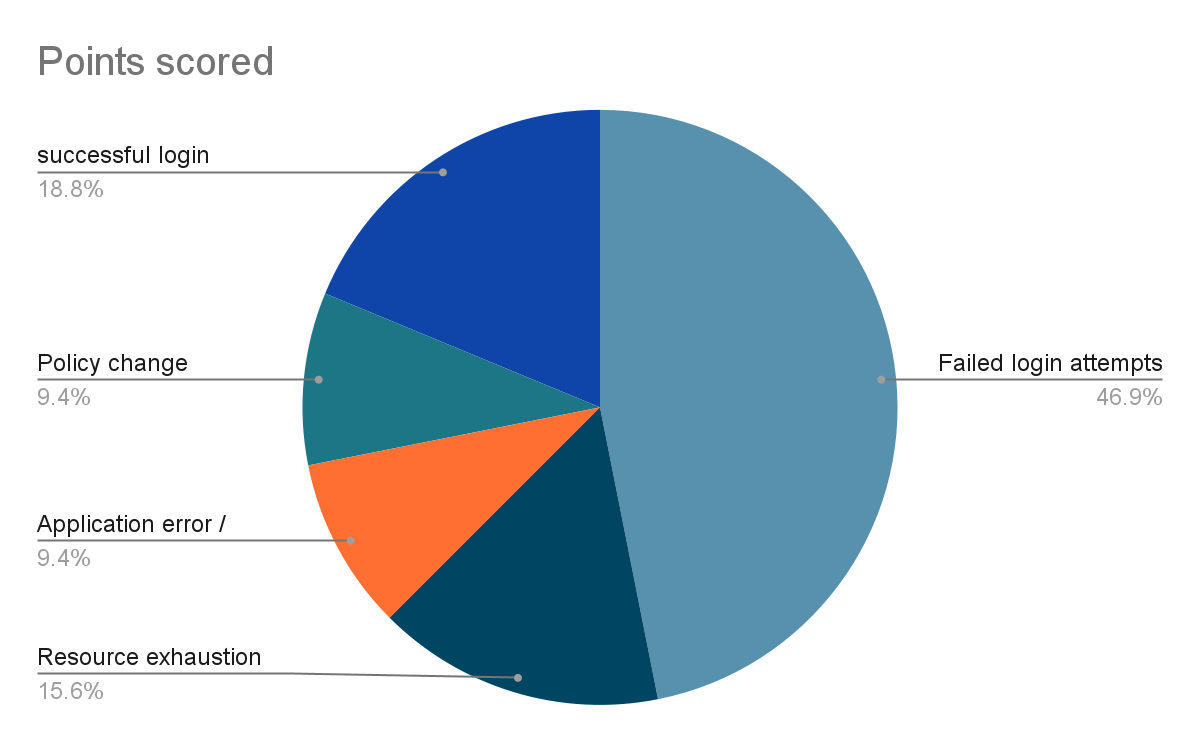 Points scored
successful login
18.8%
Policy change
9.4%
Application error /
9.4%
Resource exhaustion
15.6%
Failed login attempts
46.9%